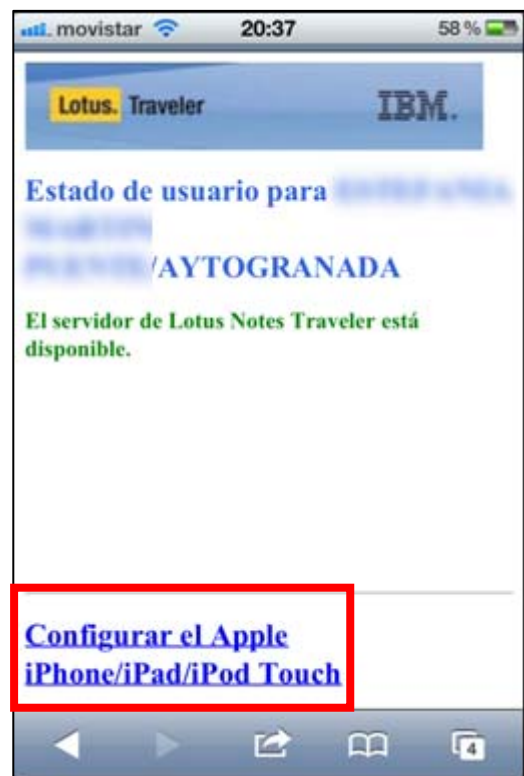 movistar 20:37 58 %
Lotus. Traveler IBM.
Estado de usuario para
/AYTOGRANADA
El servidor de Lotus Notes Traveler está
disponible.
Configurar el Apple
iPhone/iPad/iPod Touch
4